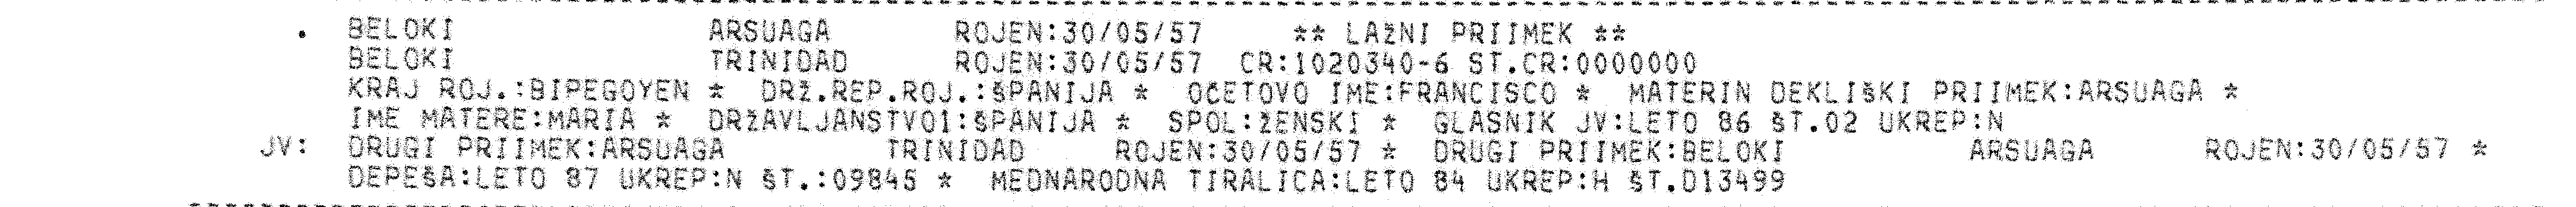 . BELOKI ARSUAGA ROJEN:30/05/57 ** LAŽNI PRIIMEK **
BELOKI TRINIDAD ROJEN:30/05/57 CR:1020340-6 ST.CR:0000000
KRAJ ROJ.:BIPEGOYEN * DRŽ.REP.ROJ.:ŠPANIJA * OČETOVO IME:FRANCISCO * MATERIN DEKLIŠKI PRIIMEK:ARSUAGA *
IME MATERE:MARIA * DRŽAVLJANSTVO1:ŠPANIJA * SPOL:ŽENSKI * GLASNIK JV:LETO 86 ŠT.02 UKREP:N
JV: DRUGI PRIIMEK:ARSUAGA TRINIDAD ROJEN:30/05/57 * DRUGI PRIIMEK:BELOKI ARSUAGA ROJEN:30/05/57 *
DEPEŠA:LETO 87 UKREP:N ŠT.:09845 * MEDNARODNA TIRALICA:LETO 84 UKREP:H ŠT.D13499